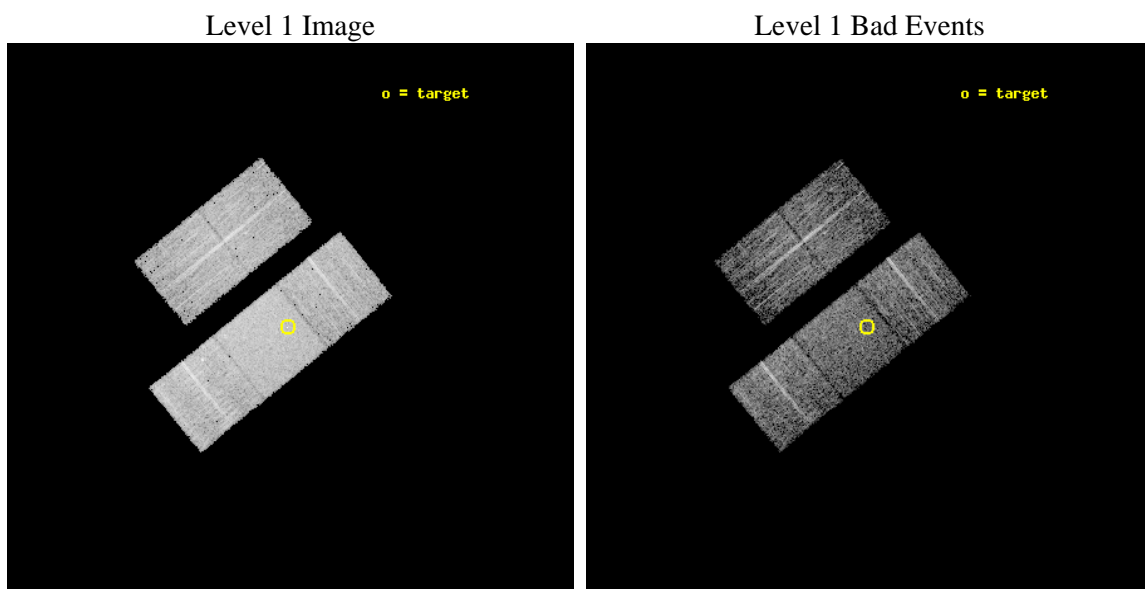 Level 1 Image
Level 1 Bad Events
o = target
o = target